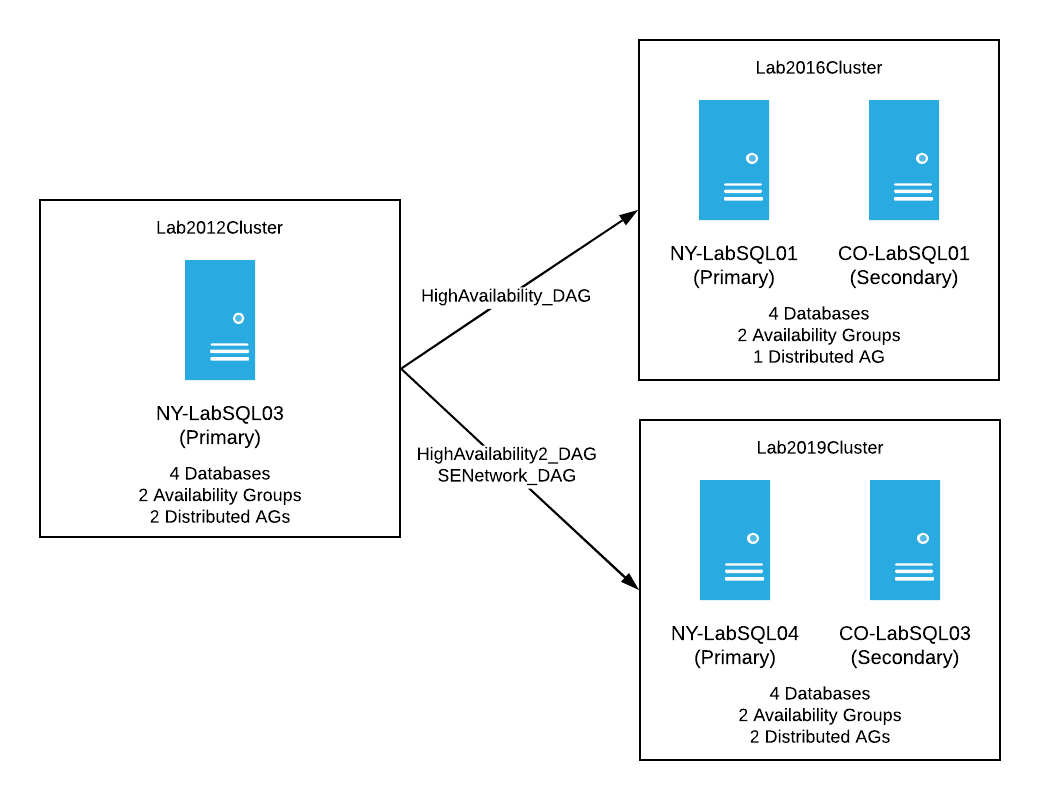 Lab2012Cluster
NY-LabSQL03
(Primary)
4 Databases
2 Availability Groups
2 Distributed AGs
HighAvailability_DAG
HighAvailability2_DAG
SENetwork_DAG
Lab2016Cluster
NY-LabSQL01
(Primary)
CO-LabSQL01
(Secondary)
4 Databases
2 Availability Groups
1 Distributed AG
Lab2019Cluster
NY-LabSQL04
(Primary)
CO-LabSQL03
(Secondary)
4 Databases
2 Availability Groups
2 Distributed AGs